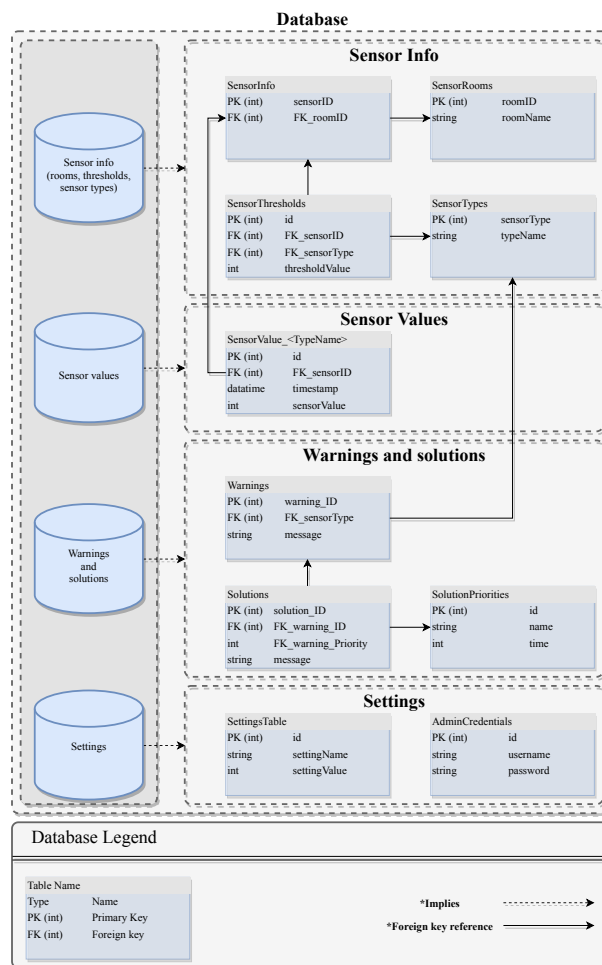 Database
Sensor Info
Sensor info
(rooms, thresholds,
sensor types)
SensorInfo
PK (int) sensorID
FK (int) FK_roomID
SensorRooms
PK (int) roomID
string roomName
SensorThresholds
PK (int) id
FK (int) FK_sensorID
FK (int) FK_sensorType
int thresholdValue
SensorTypes
PK (int) sensorType
string typeName
Sensor Values
Sensor values
SensorValue_<TypeName>
PK (int) id
FK (int) FK_sensorID
datatime timestamp
int sensorValue
Warnings and solutions
Warnings
and
solutions
Warnings
PK (int) warning_ID
FK (int) FK_sensorType
string message
Solutions
PK (int) solution_ID
FK (int) FK_warning_ID
int FK_warning_Priority
string message
SolutionPriorities
PK (int) id
string name
int time
Settings
Settings
SettingsTable
PK (int) id
string settingName
int settingValue
AdminCredentials
PK (int) id
string username
string password
Database Legend
Table Name
Type Name
PK (int) Primary Key
FK (int) Foreign key
*Implies
*Foreign key reference